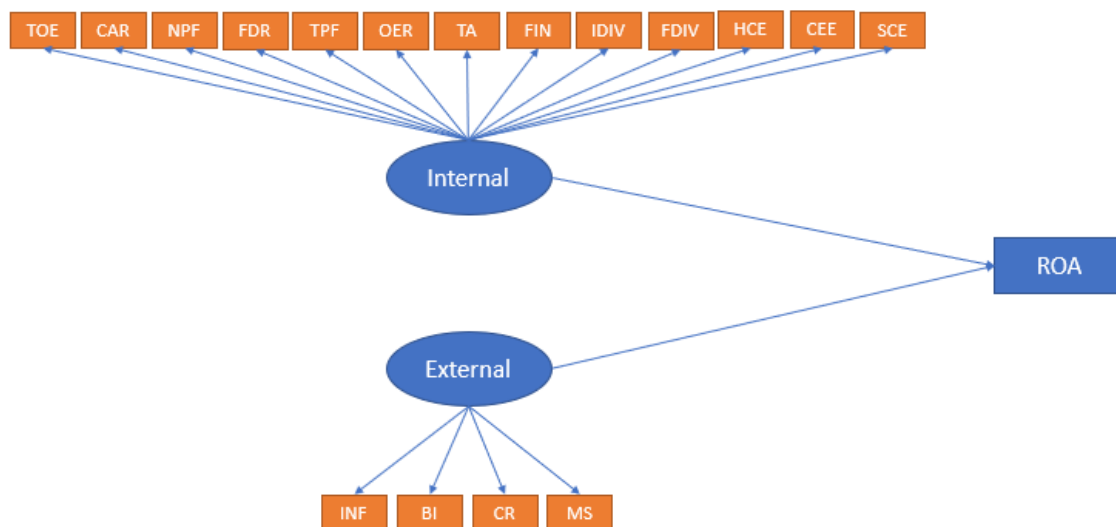 TOE CAR NPF FDR TPF OER TA FIN IDIV FDIV HCE CEE SCE
Internal
ROA
External
INF BI CR MS